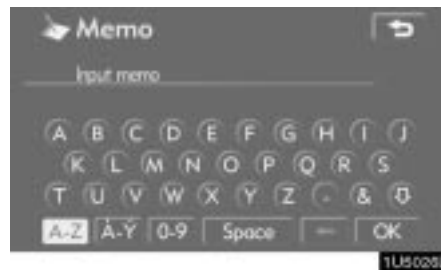 Memo
Input memo
A B C D E F G H I J
K L M N O P Q R S
T U V W X Y Z . &
A-Z À-Ý 0-9 Space ← OK
1U5026